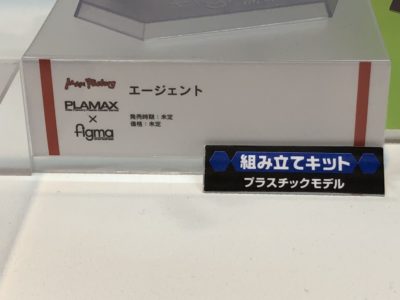 Max Factory
エージェント
PLAMAX
×
figma
発売時期：未定
価格：未定
組み立てキット
プラスチックモデル